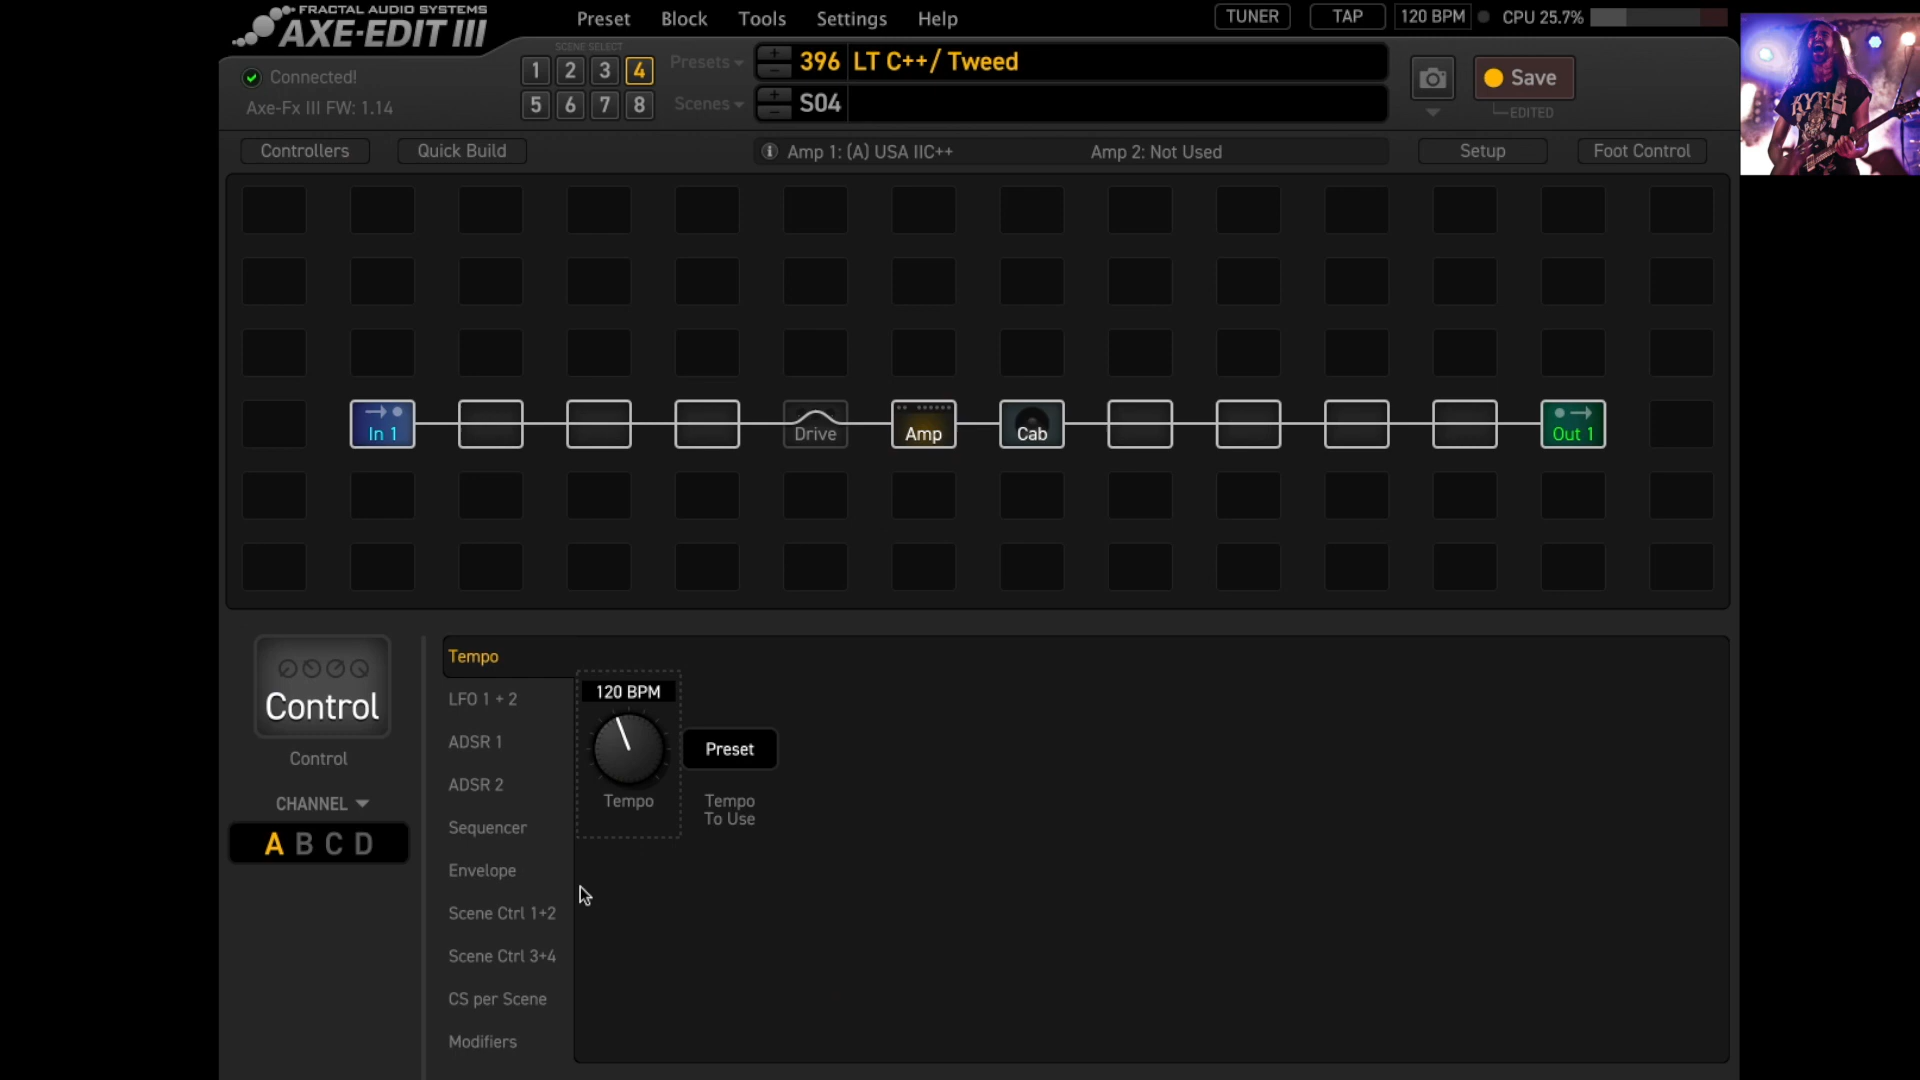 FRACTAL AUDIO SYSTEMS
AXE-EDIT III
Preset Block Tools Settings Help
TUNER TAP 120 BPM CPU 25.7%
Connected!
Axe-Fx III FW: 1.14
SCENE SELECT
1 2 3 4
5 6 7 8
Presets + - 396 LT C++/ Tweed
Scenes + - S04
Save
EDITED
Controllers Quick Build Amp 1: (A) USA IIC++ Amp 2: Not Used Setup Foot Control
In 1 Drive Amp Cab Out 1
Control
Control
CHANNEL
A B C D
Tempo
LFO 1 + 2
ADSR 1
ADSR 2
Sequencer
Envelope
Scene Ctrl 1+2
Scene Ctrl 3+4
CS per Scene
Modifiers
120 BPM
Tempo
Preset
Tempo
To Use